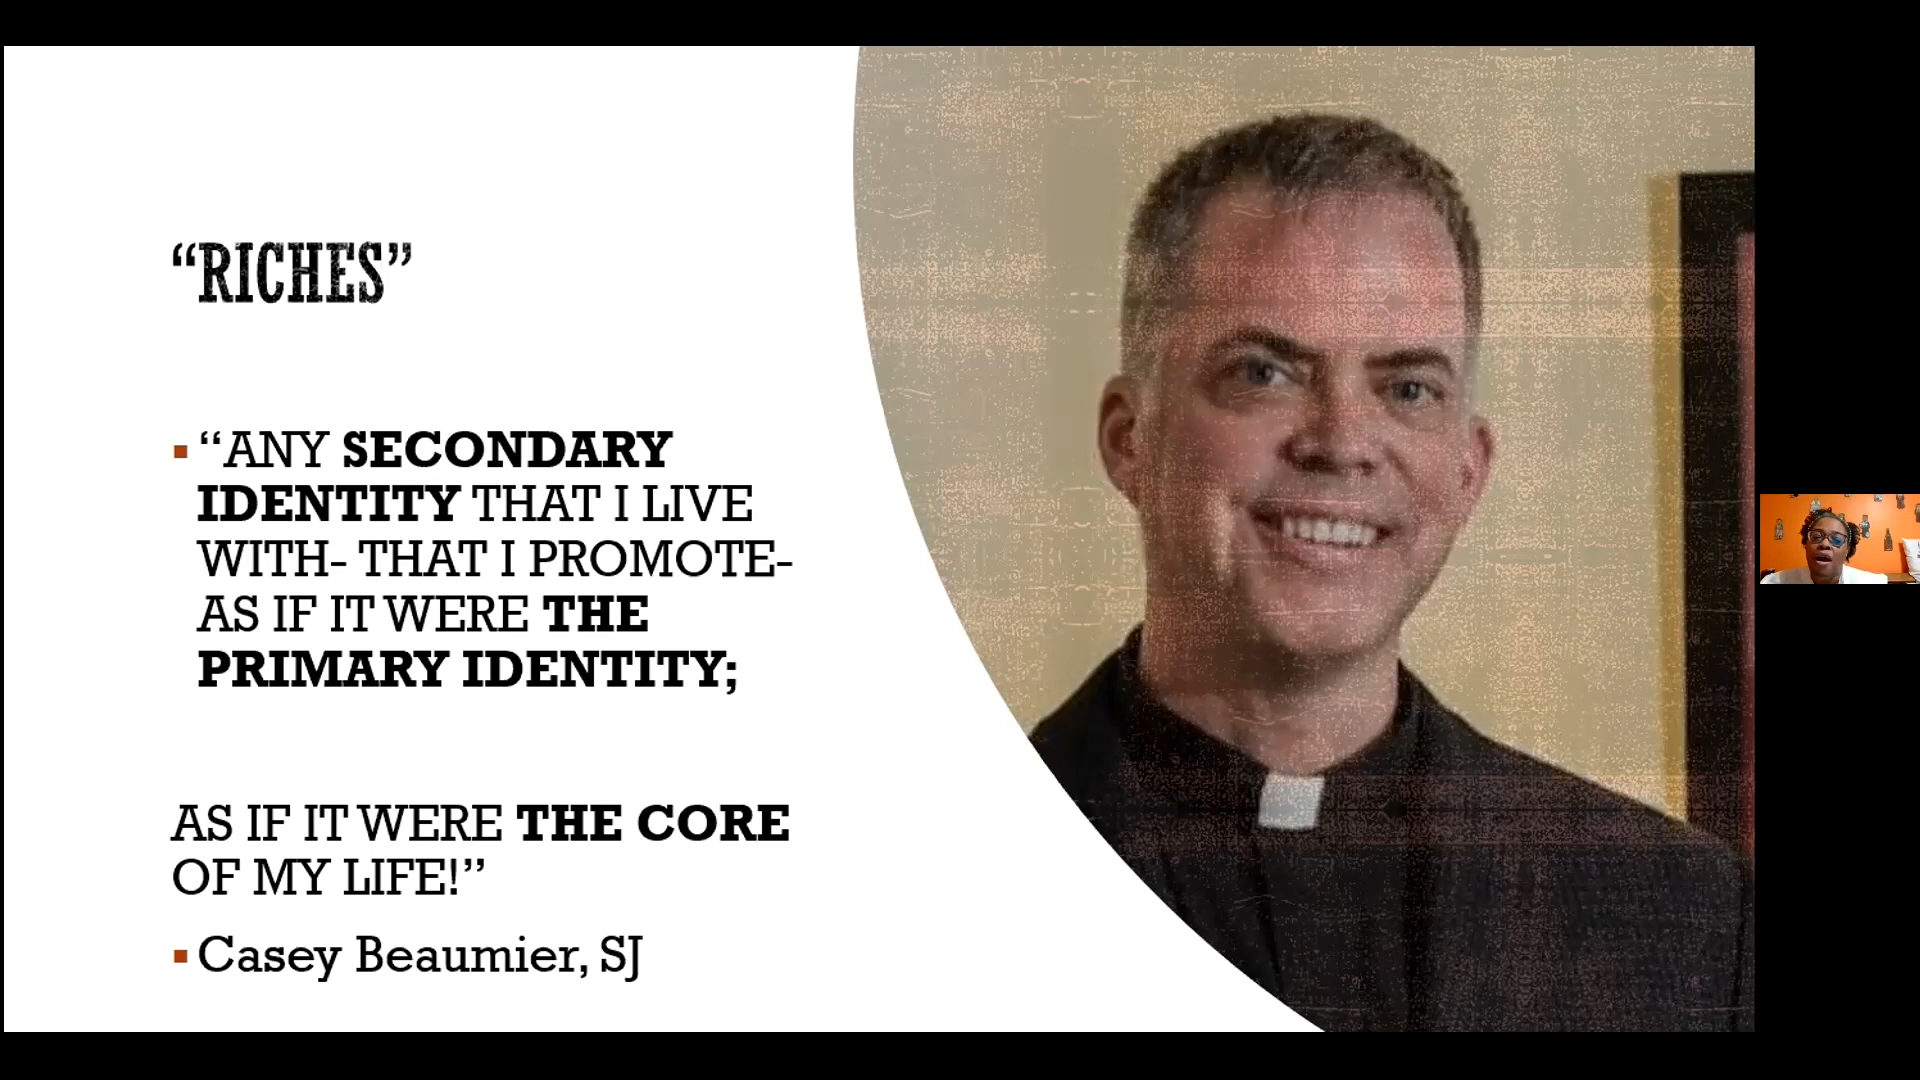 “RICHES”
“ANY SECONDARY
IDENTITY THAT I LIVE
WITH- THAT I PROMOTE-
AS IF IT WERE THE
PRIMARY IDENTITY;
AS IF IT WERE THE CORE
OF MY LIFE!”
Casey Beaumier, SJ